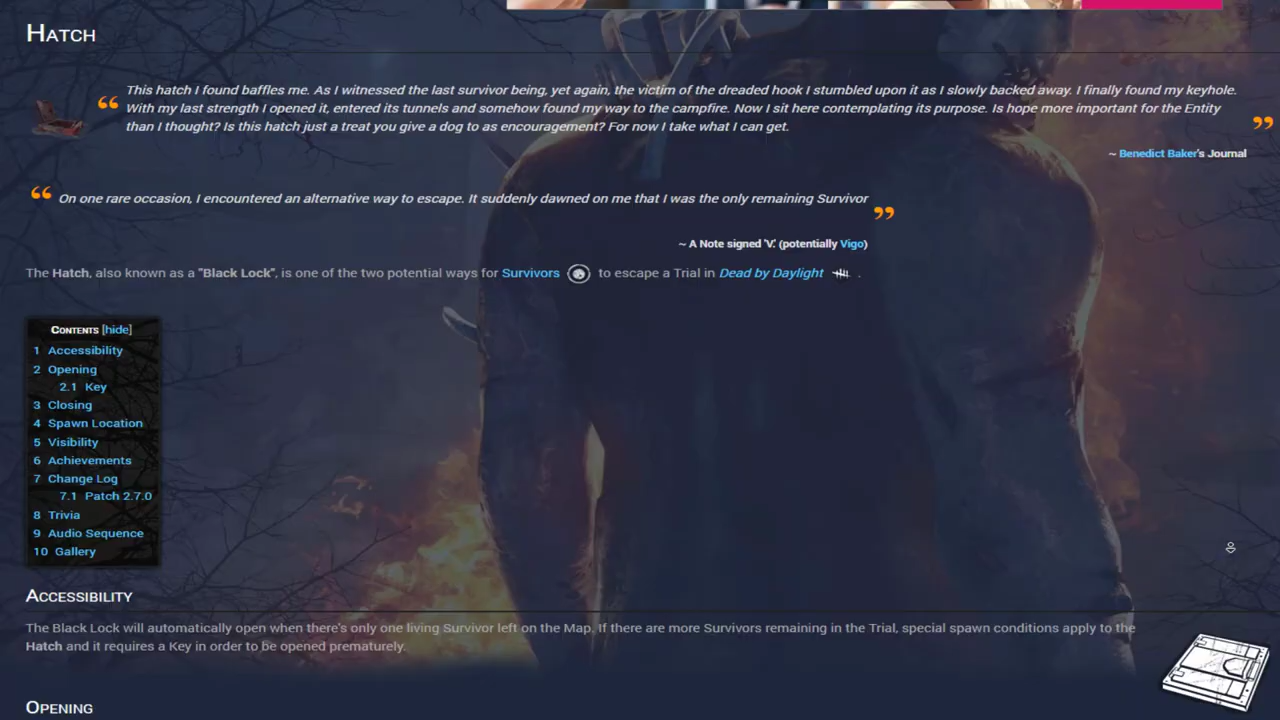 Hatch
This hatch I found baffles me. As I witnessed the last survivor being, yet again, the victim of the dreaded hook I stumbled upon it as I slowly backed away. I finally found my keyhole.
With my last strength I opened it, entered its tunnels and somehow found my way to the campfire. Now I sit here contemplating its purpose. Is hope more important for the Entity
than I thought? Is this hatch just a treat you give a dog to as encouragement? For now I take what I can get.
~ Benedict Baker's Journal
On one rare occasion, I encountered an alternative way to escape. It suddenly dawned on me that I was the only remaining Survivor
~ A Note signed 'V.' (potentially Vigo)
The Hatch, also known as a "Black Lock", is one of the two potential ways for Survivors to escape a Trial in Dead by Daylight .
Contents [hide]
1 Accessibility
2 Opening
2.1 Key
3 Closing
4 Spawn Location
5 Visibility
6 Achievements
7 Change Log
7.1 Patch 2.7.0
8 Trivia
9 Audio Sequence
10 Gallery
Accessibility
The Black Lock will automatically open when there's only one living Survivor left on the Map. If there are more Survivors remaining in the Trial, special spawn conditions apply to the
Hatch and it requires a Key in order to be opened prematurely.
Opening